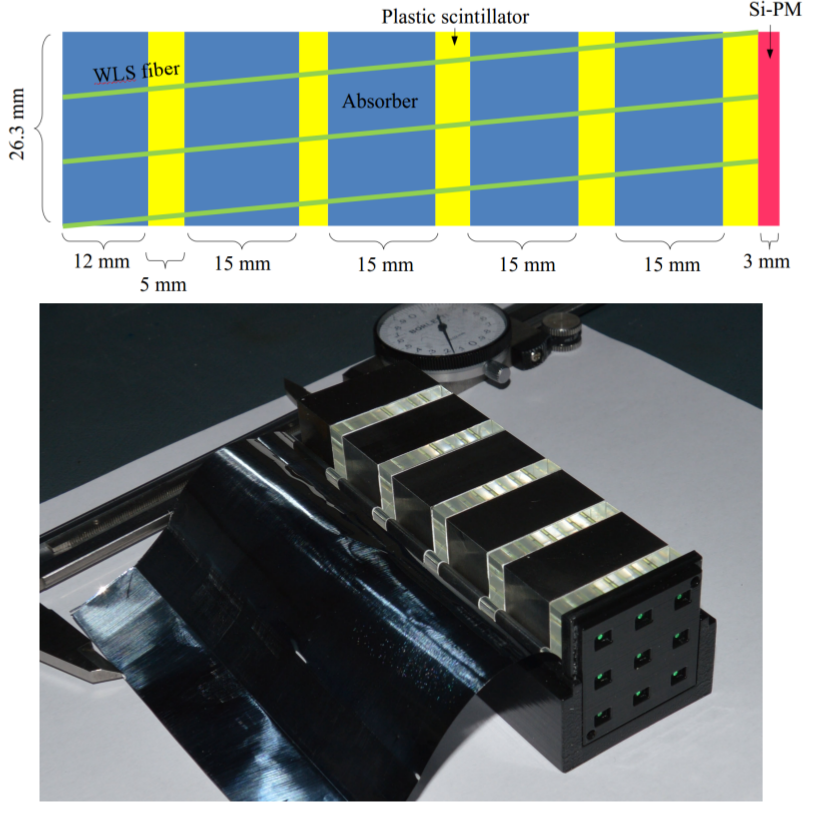 Si-PM
Plastic scintillator
WLS fiber
Absorber
26.3 mm
12 mm
5 mm
15 mm
15 mm
15 mm
15 mm
3 mm